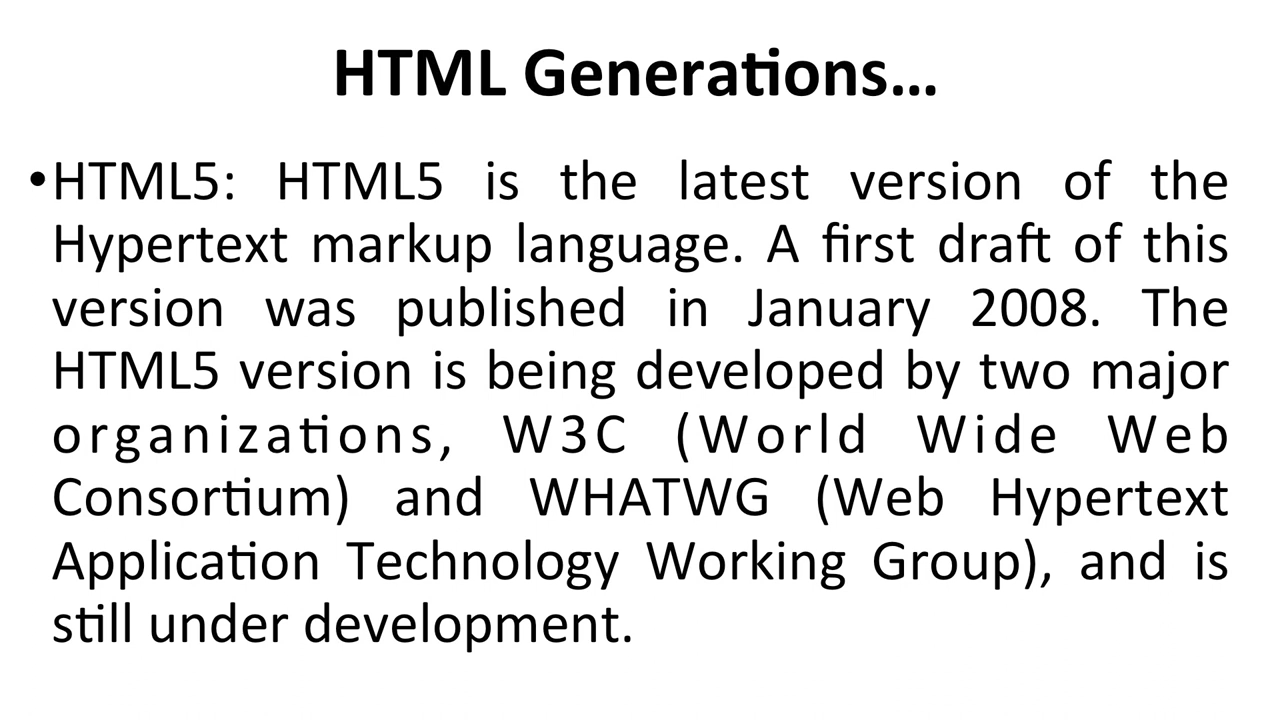 HTML Generations...
•HTML5: HTML5 is the latest version of the
Hypertext markup language. A first draft of this
version was published in January 2008. The
HTML5 version is being developed by two major
organizations, W3C (World Wide Web
Consortium) and WHATWG (Web Hypertext
Application Technology Working Group), and is
still under development.